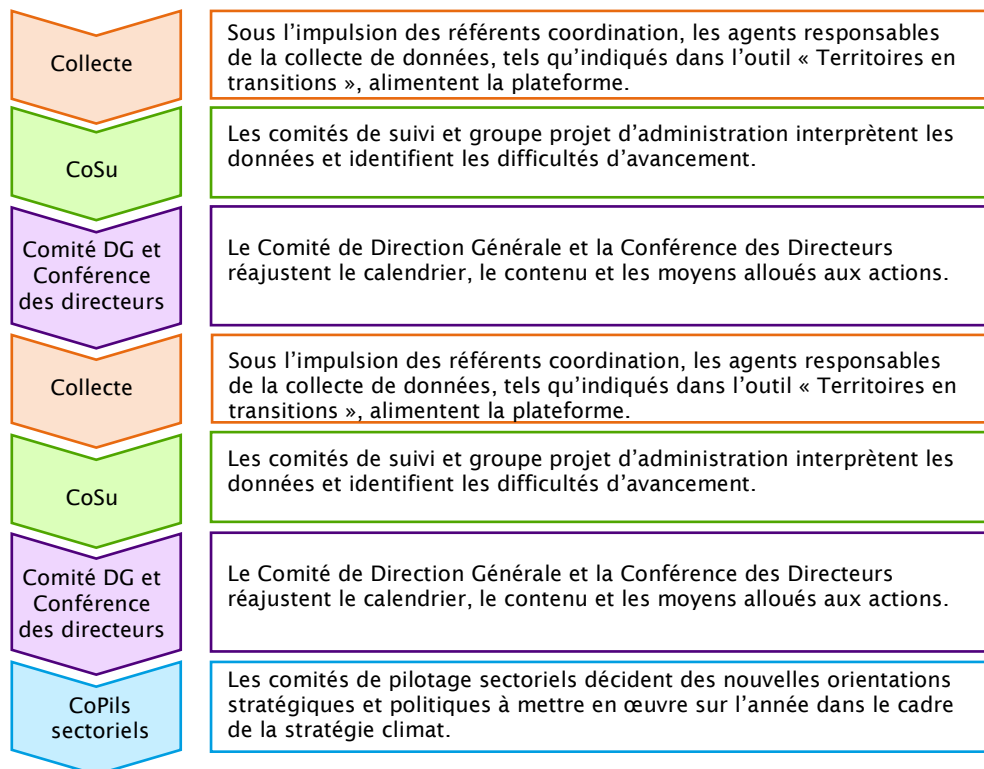 Collecte
Sous l’impulsion des référents coordination, les agents responsables
de la collecte de données, tels qu’indiqués dans l’outil « Territoires en
transitions », alimentent la plateforme.
CoSu
Les comités de suivi et groupe projet d’administration interprètent les
données et identifient les difficultés d’avancement.
Comité DG et
Conférence
des directeurs
Le Comité de Direction Générale et la Conférence des Directeurs
réajustent le calendrier, le contenu et les moyens alloués aux actions.
Collecte
Sous l’impulsion des référents coordination, les agents responsables
de la collecte de données, tels qu’indiqués dans l’outil « Territoires en
transitions », alimentent la plateforme.
CoSu
Les comités de suivi et groupe projet d’administration interprètent les
données et identifient les difficultés d’avancement.
Comité DG et
Conférence
des directeurs
Le Comité de Direction Générale et la Conférence des Directeurs
réajustent le calendrier, le contenu et les moyens alloués aux actions.
CoPils
sectoriels
Les comités de pilotage sectoriels décident des nouvelles orientations
stratégiques et politiques à mettre en œuvre sur l’année dans le cadre
de la stratégie climat.